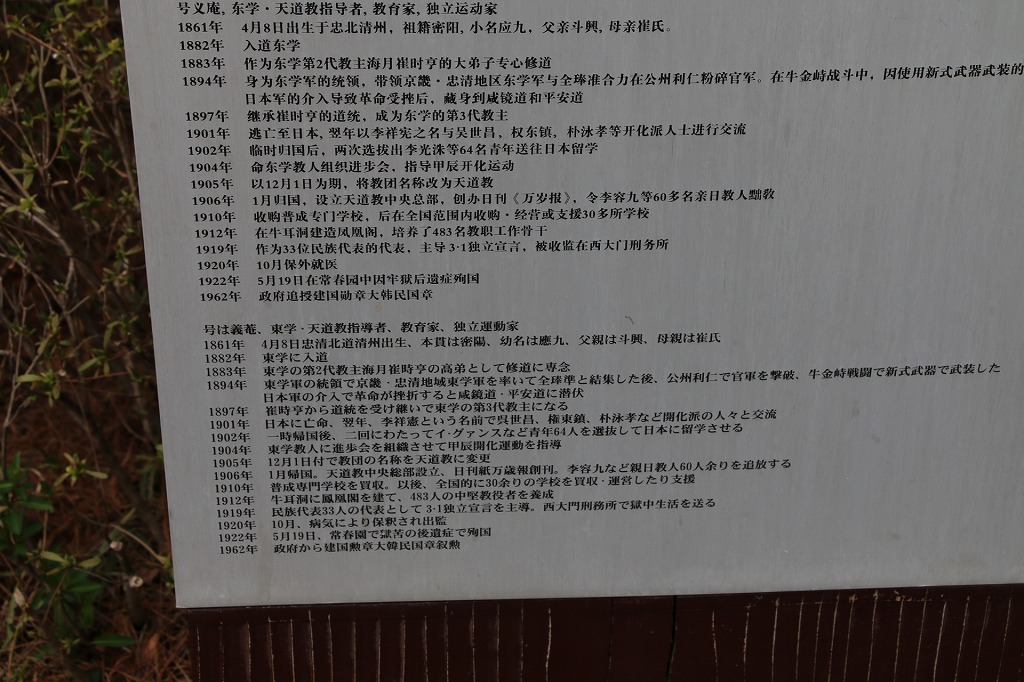 号义庵, 东学·天道教指导者, 教育家, 独立运动家
1861年 4月8日出生于忠北清州, 祖籍密阳, 小名应九, 父亲斗兴, 母亲崔氏。
1882年 入道东学
1883年 作为东学第2代教主海月崔时亨的大弟子专心修道
1894年 身为东学军的统领, 带领京畿·忠清地区东学军与全琫准合力在公州利仁粉碎官军。在牛金峙战斗中, 因使用新式武器武装的
日本军的介入导致革命受挫后, 藏身到咸镜道和平安道
1897年 继承崔时亨的道统, 成为东学的第3代教主
1901年 逃亡至日本, 翌年以李祥宪之名与吴世昌, 权东镇, 朴泳孝等开化派人士进行交流
1902年 临时归国后, 两次选拔出李光洙等64名青年送往日本留学
1904年 命东学教人组织进步会, 指导甲辰开化运动
1905年 以12月1日为期, 将教团名称改为天道教
1906年 1月归国, 设立天道教中央总部, 创办日刊《万岁报》, 令李容九等60多名亲日教人黜教
1910年 收购普成专门学校, 后在全国范围内收购·经营或支援30多所学校
1912年 在牛耳洞建造凤凰阁, 培养了483名教职工作骨干
1919年 作为33位民族代表的代表, 主导3·1独立宣言, 被收监在西大门刑务所
1920年 10月保外就医
1922年 5月19日在常春园中因牢狱后遗症殉国
1962年 政府追授建国勋章大韩民国章
号は義菴、東学·天道教指導者、教育家、独立運動家
1861年 4月8日忠清北道清州出生、本貫は密陽、幼名は應九、父親は斗興、母親は崔氏
1882年 東学に入道
1883年 東学の第2代教主海月崔時亨の高弟として修道に専念
1894年 東学軍の統領で京畿·忠清地域東学軍を率いて全琫準と結集した後、公州利仁で官軍を撃破、牛金峙戦闘で新式武器で武装した
日本軍の介入で革命が挫折すると咸鏡道·平安道に潜伏
1897年 崔時亨から道統を受け継いで東学の第3代教主になる
1901年 日本に亡命、翌年、李祥憲という名前で呉世昌、権東鎮、朴泳孝など開化派の人々と交流
1902年 一時帰国後、二回にわたってイ·グァンスなど青年64人を選抜して日本に留学させる
1904年 東学教人に進歩会を組織させて甲辰開化運動を指導
1905年 12月1日付で教団の名称を天道教に変更
1906年 1月帰国。天道教中央総部設立、日刊紙万歳報創刊。李容九など親日教人60人余りを追放する
1910年 普成専門学校を買収。以後、全国的に30余りの学校を買収·運営したり支援
1912年 牛耳洞に鳳凰閣を建て、483人の中堅教役者を養成
1919年 民族代表33人の代表として3·1独立宣言を主導。西大門刑務所で獄中生活を送る
1920年 10月、病気により保釈され出監
1922年 5月19日、常春園で獄苦の後遺症で殉国
1962年 政府から建国勲章大韓民国章叙勲